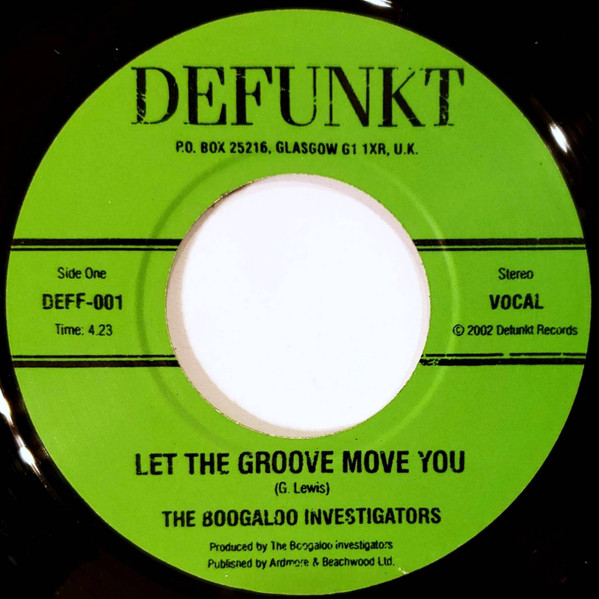 DEFUNKT
P.O. BOX 25216, GLASGOW G1 1XR, U.K.
Side One
DEFF-001
Time: 4.23
Stereo
VOCAL
© 2002 Defunkt Records
LET THE GROOVE MOVE YOU
(G. Lewis)
THE BOOGALOO INVESTIGATORS
Produced by The Boogaloo Investigators
Published by Ardmore & Beachwood Ltd.